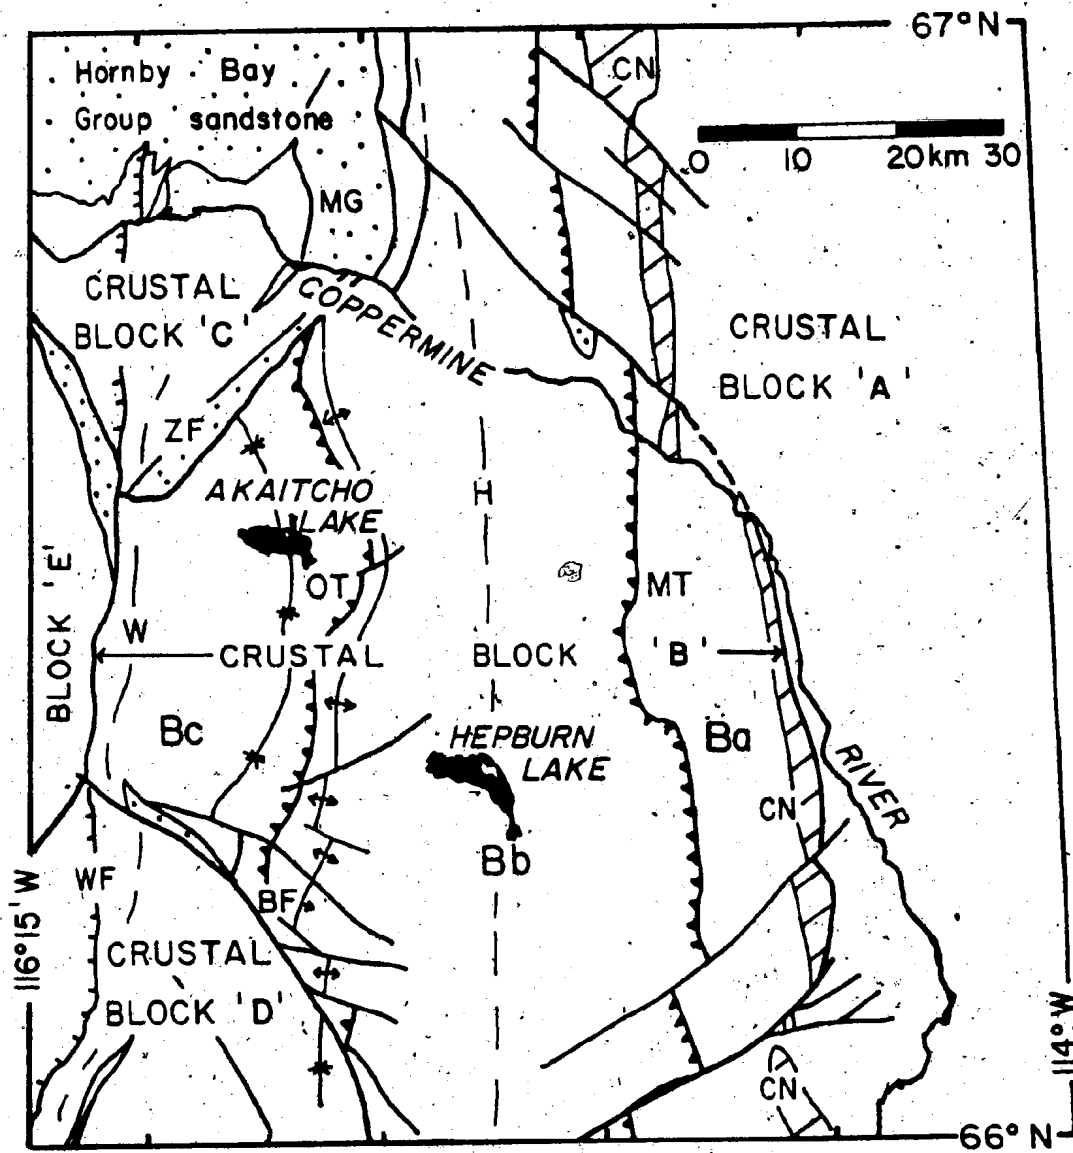 67°N
Hornby Bay
Group sandstone
CN
0 10 20km 30
MG
CRUSTAL
BLOCK 'C'
COPPERMINE
CRUSTAL
BLOCK 'A'
ZF
AKAITCHO
LAKE
H
OT
MT
BLOCK 'E'
W
CRUSTAL BLOCK 'B'
Bc
Ba
HEPBURN
LAKE
RIVER
CN
Bb
WF
BF
116°15'W
CRUSTAL
BLOCK 'D'
114°W
CN
66°N